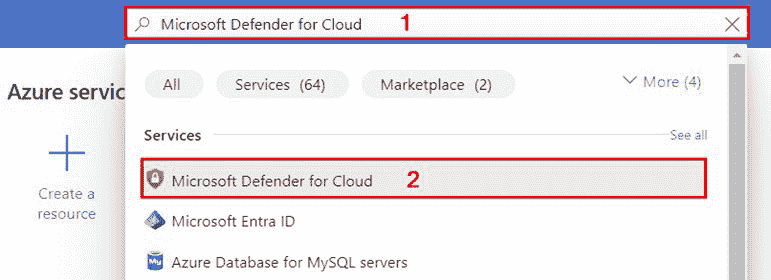 Microsoft Defender for Cloud 1
All Services (64) Marketplace (2) More (4)
Azure servic
Services See all
Microsoft Defender for Cloud 2
Create a
resource
Microsoft Entra ID
Azure Database for MySQL servers
My